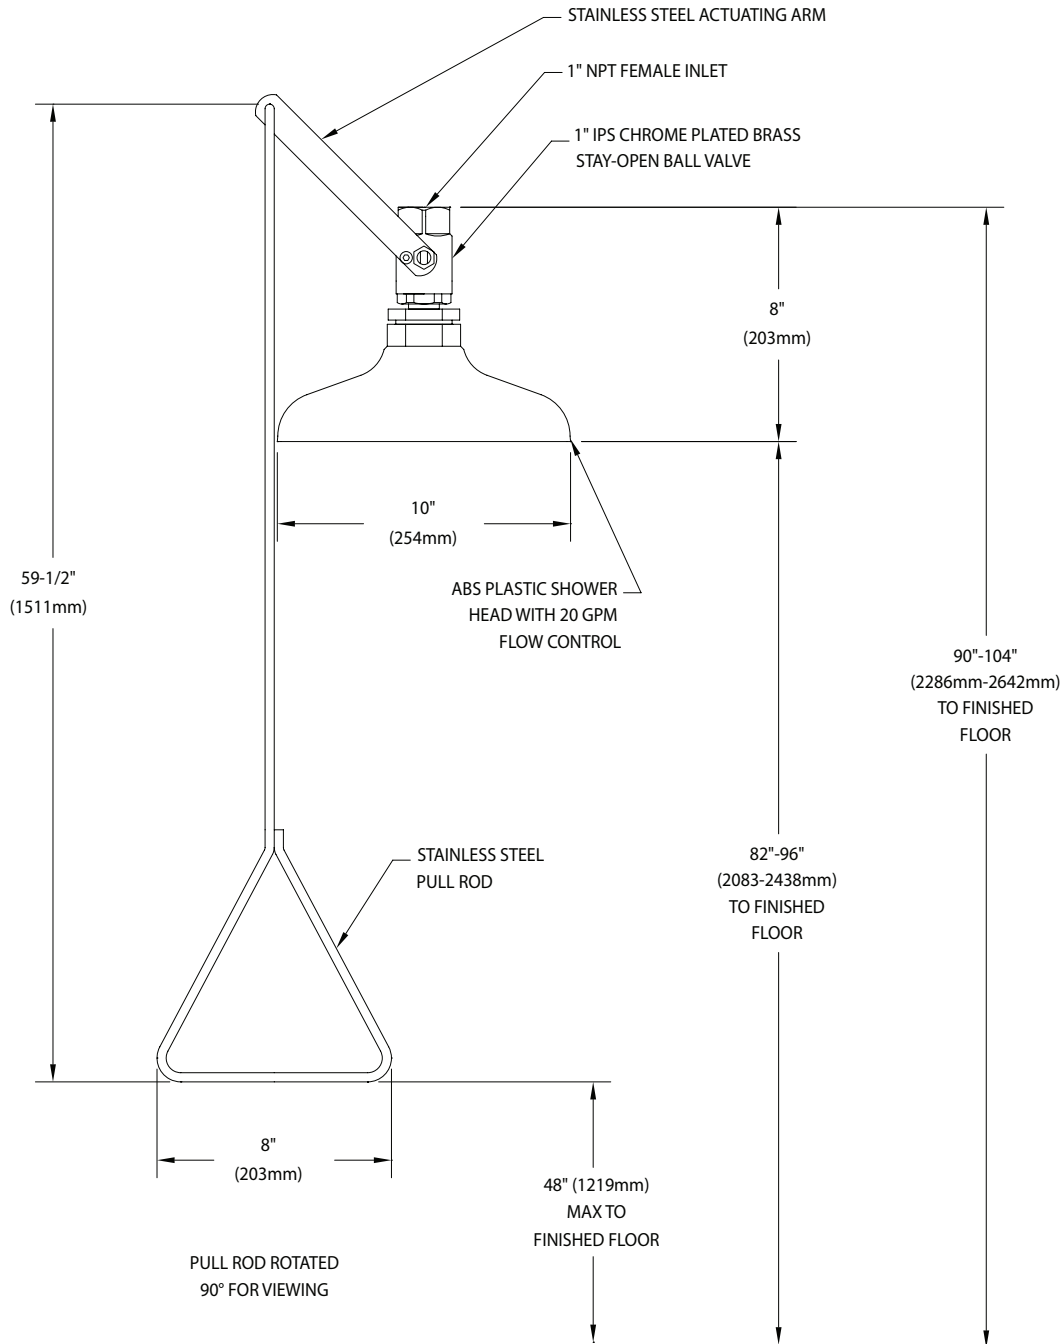 STAINLESS STEEL ACTUATING ARM
1" NPT FEMALE INLET
1" IPS CHROME PLATED BRASS
STAY-OPEN BALL VALVE
8"
(203mm)
10"
(254mm)
59-1/2"
(1511mm)
ABS PLASTIC SHOWER
HEAD WITH 20 GPM
FLOW CONTROL
90"-104"
(2286mm-2642mm)
TO FINISHED
FLOOR
STAINLESS STEEL
PULL ROD
82"-96"
(2083-2438mm)
TO FINISHED
FLOOR
8"
(203mm)
48" (1219mm)
MAX TO
FINISHED FLOOR
PULL ROD ROTATED
90° FOR VIEWING